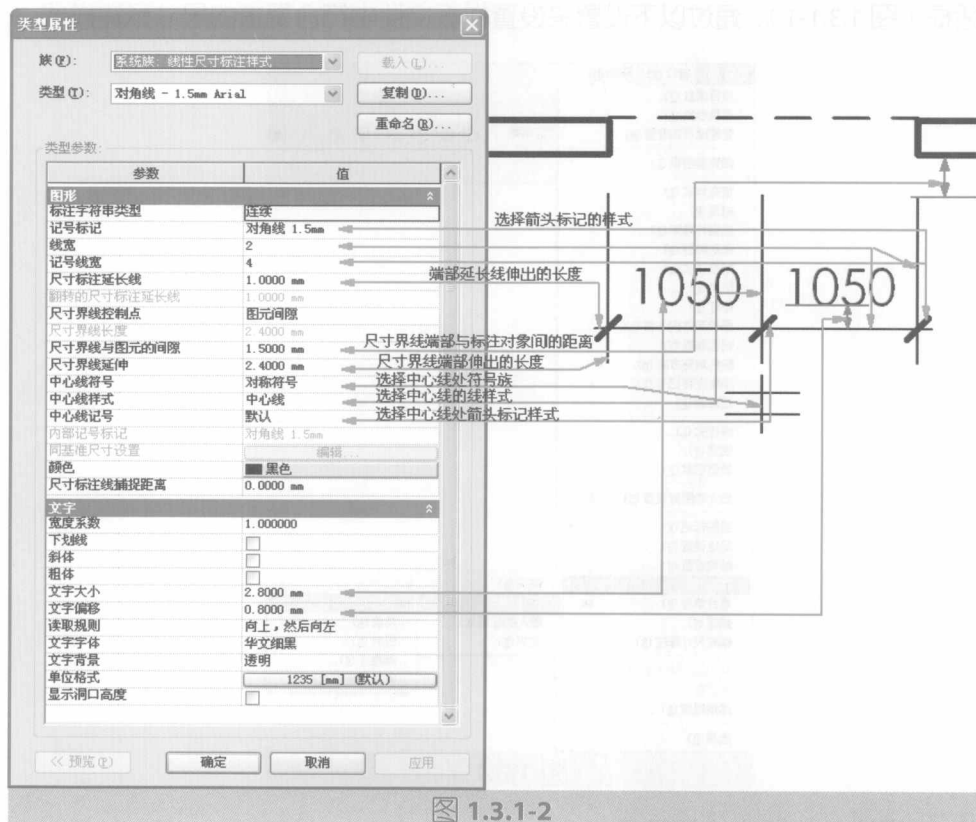 类型属性
族(F): 系统族: 线性尺寸标注样式 载入(L)...
类型(T): 对角线 - 1.5mm Arial 复制(D)...
重命名(R)...
类型参数:
参数 值
图形
标注字符串类型 连续
记号标记 对角线 1.5mm
线宽 2
记号线宽 4
尺寸标注延长线 1.0000 mm
翻转的尺寸标注延长线 1.0000 mm
尺寸界线控制点 图元间隙
尺寸界线长度 2.4000 mm
尺寸界线与图元的间隙 1.5000 mm
尺寸界线延伸 2.4000 mm
中心线符号 对称符号
中心线样式 中心线
中心线记号 默认
内部记号标记 对角线 1.5mm
同基准尺寸设置 编辑...
颜色 黑色
尺寸标注线捕捉距离 0.0000 mm
文字
宽度系数 1.000000
下划线
斜体
粗体
文字大小 2.8000 mm
文字偏移 0.8000 mm
读取规则 向上，然后向左
文字字体 华文细黑
文字背景 透明
单位格式 1235 [mm] (默认)
显示洞口高度
<< 预览(P) 确定 取消 应用
选择箭头标记的样式
端部延长线伸出的长度
1050 1050
尺寸界线端部与标注对象间的距离
尺寸界线端部伸出的长度
选择中心线处符号族
选择中心线的线样式
选择中心线处箭头标记样式
图 1.3.1-2